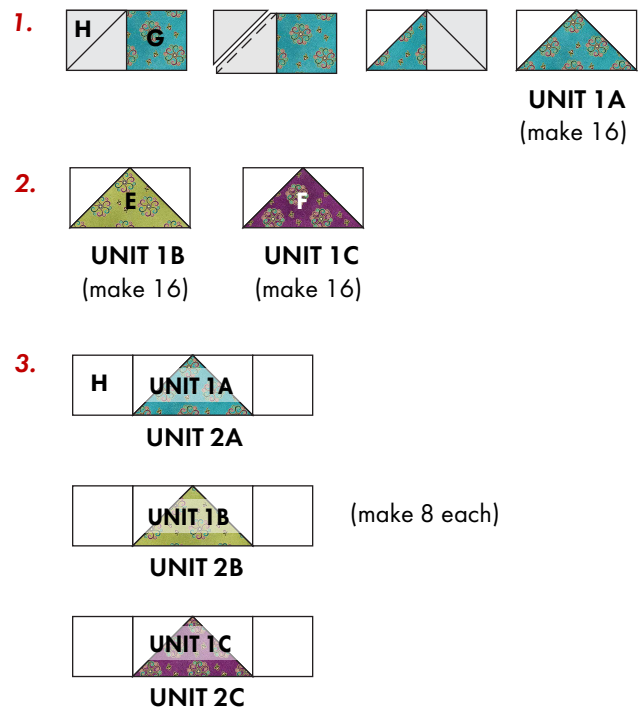 1.
H G
UNIT 1A
(make 16)
2.
E F
UNIT 1B UNIT 1C
(make 16) (make 16)
3.
H UNIT 1A
UNIT 2A
UNIT 1B (make 8 each)
UNIT 2B
UNIT 1C
UNIT 2C